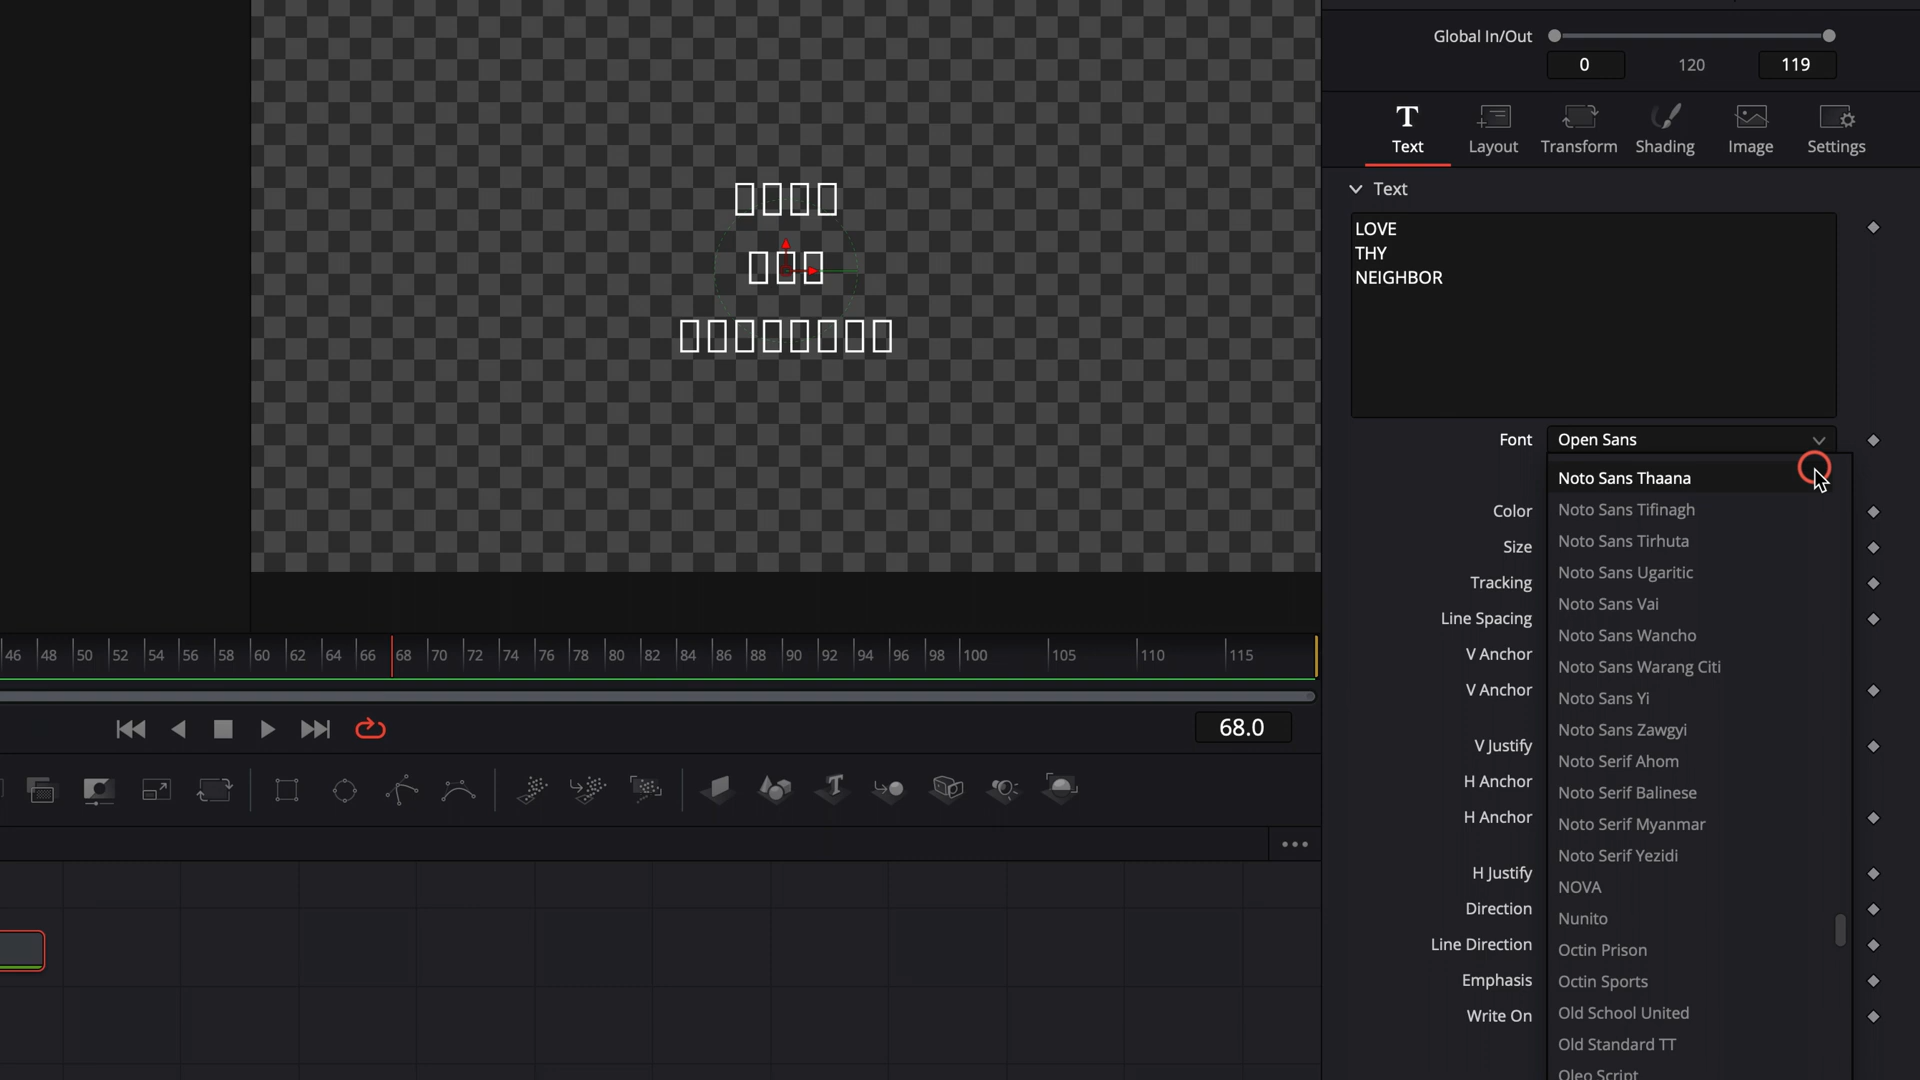 Global In/Out
0 120 119
Text Layout Transform Shading Image Settings
Text
LOVE
THY
NEIGHBOR
Font Open Sans
Noto Sans Thaana
Noto Sans Tifinagh
Noto Sans Tirhuta
Noto Sans Ugaritic
Noto Sans Vai
Noto Sans Wancho
Noto Sans Warang Citi
Noto Sans Yi
Noto Sans Zawgyi
Noto Serif Ahom
Noto Serif Balinese
Noto Serif Myanmar
Noto Serif Yezidi
NOVA
Nunito
Octin Prison
Octin Sports
Old School United
Old Standard TT
Oleo Script
Color
Size
Tracking
Line Spacing
V Anchor
V Anchor
V Justify
H Anchor
H Anchor
H Justify
Direction
Line Direction
Emphasis
Write On
46 48 50 52 54 56 58 60 62 64 66 68 70 72 74 76 78 80 82 84 86 88 90 92 94 96 98 100 105 110 115
68.0
T